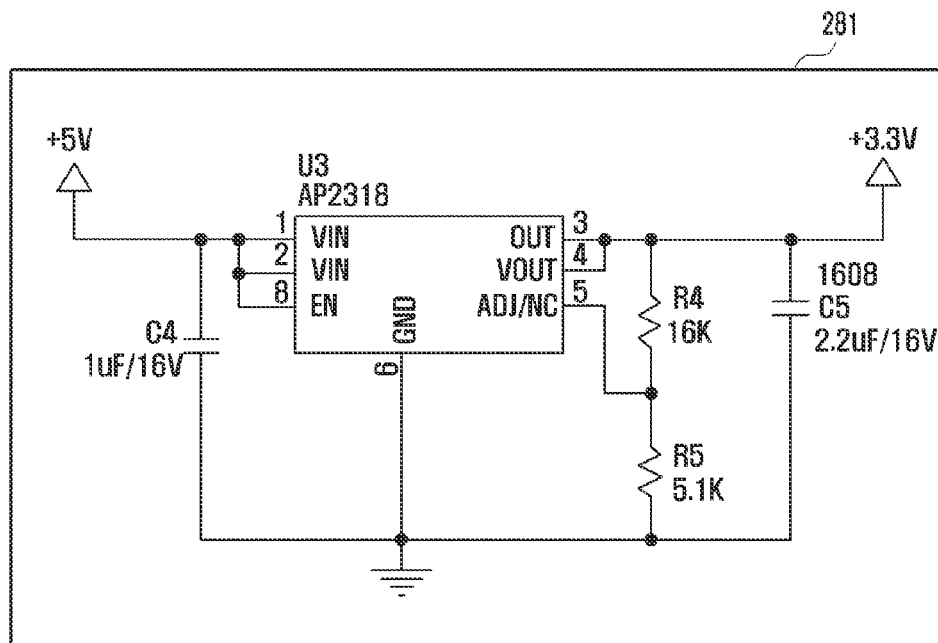 281
+5V
+3.3V
U3
AP2318
1
2
8
VIN
VIN
EN
GND
6
OUT
VOUT
ADJ/NC
3
4
5
C4
1uF/16V
R4
16K
1608
C5
2.2uF/16V
R5
5.1K